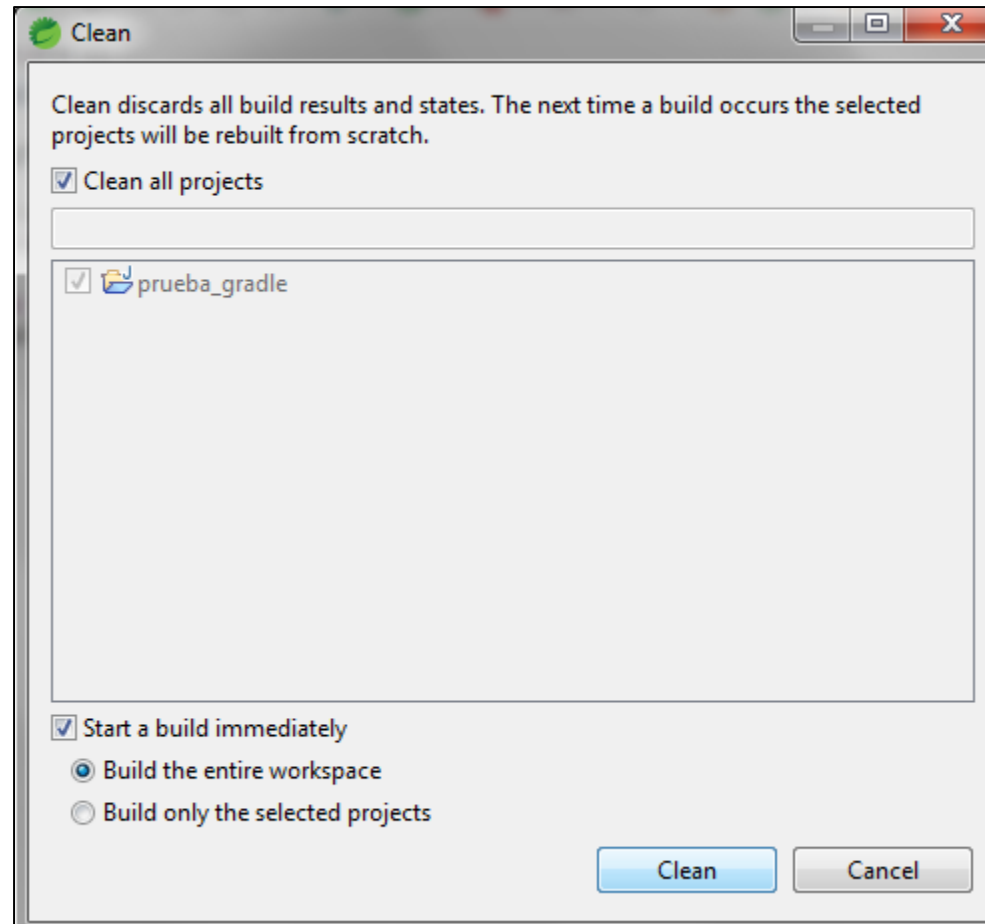 Clean
Clean discards all build results and states. The next time a build occurs the selected
projects will be rebuilt from scratch.
Clean all projects
prueba_gradle
Start a build immediately
Build the entire workspace
Build only the selected projects
Clean
Cancel